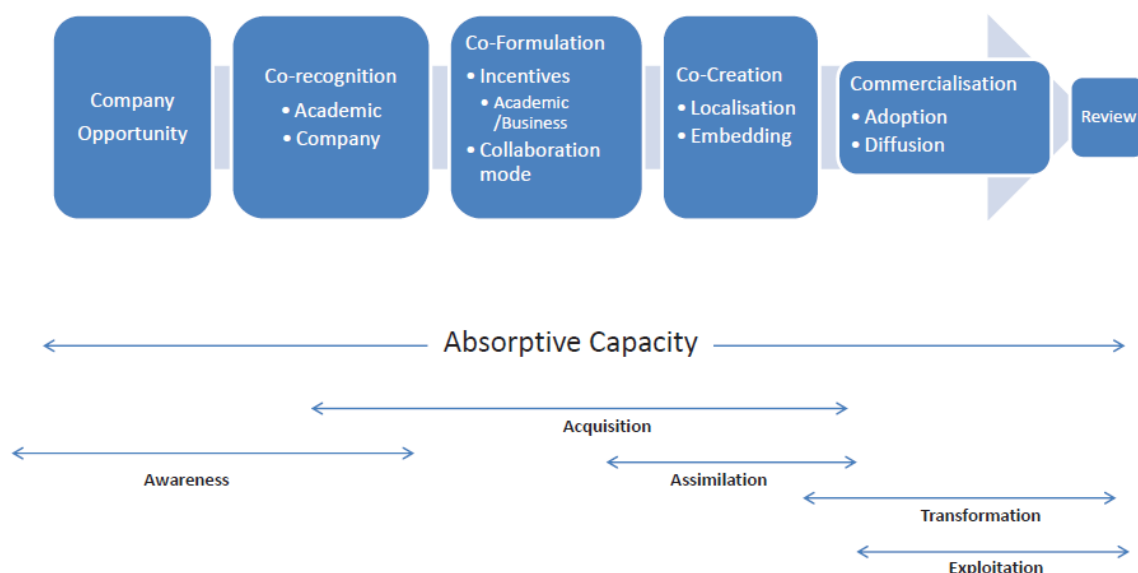 Company
Opportunity
Co-recognition
• Academic
• Company
Co-Formulation
• Incentives
• Academic
/Business
• Collaboration
mode
Co-Creation
• Localisation
• Embedding
Commercialisation
• Adoption
• Diffusion
Review
Absorptive Capacity
Acquisition
Awareness
Assimilation
Transformation
Exploitation